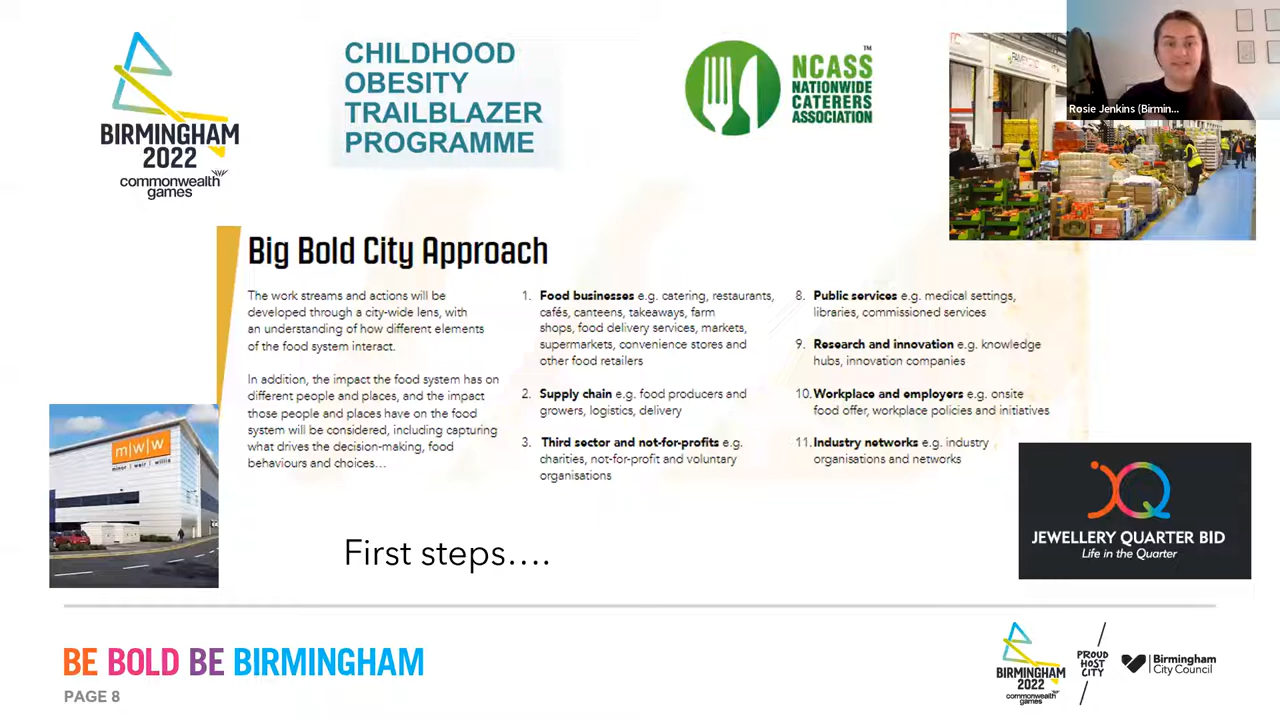 BIRMINGHAM
2022
commonwealth
games
CHILDHOOD
OBESITY
TRAILBLAZER
PROGRAMME
NCASS™
NATIONWIDE
CATERERS
ASSOCIATION
Rosie Jenkins (Birmin...
Big Bold City Approach
The work streams and actions will be
developed through a city-wide lens, with
an understanding of how different elements
of the food system interact.
In addition, the impact the food system has on
different people and places, and the impact
those people and places have on the food
system will be considered, including capturing
what drives the decision-making, food
behaviours and choices...
1. Food businesses e.g. catering, restaurants,
cafés, canteens, takeaways, farm
shops, food delivery services, markets,
supermarkets, convenience stores and
other food retailers
2. Supply chain e.g. food producers and
growers, logistics, delivery
3. Third sector and not-for-profits e.g.
charities, not-for-profit and voluntary
organisations
8. Public services e.g. medical settings,
libraries, commissioned services
9. Research and innovation e.g. knowledge
hubs, innovation companies
10. Workplace and employers e.g. onsite
food offer, workplace policies and initiatives
11. Industry networks e.g. industry
organisations and networks
m|w|w
minor | weir | willis
JQ
JEWELLERY QUARTER BID
Life in the Quarter
First steps....
BE BOLD BE BIRMINGHAM
PAGE 8
BIRMINGHAM
2022
commonwealth
games
PROUD
HOST
CITY
Birmingham
City Council